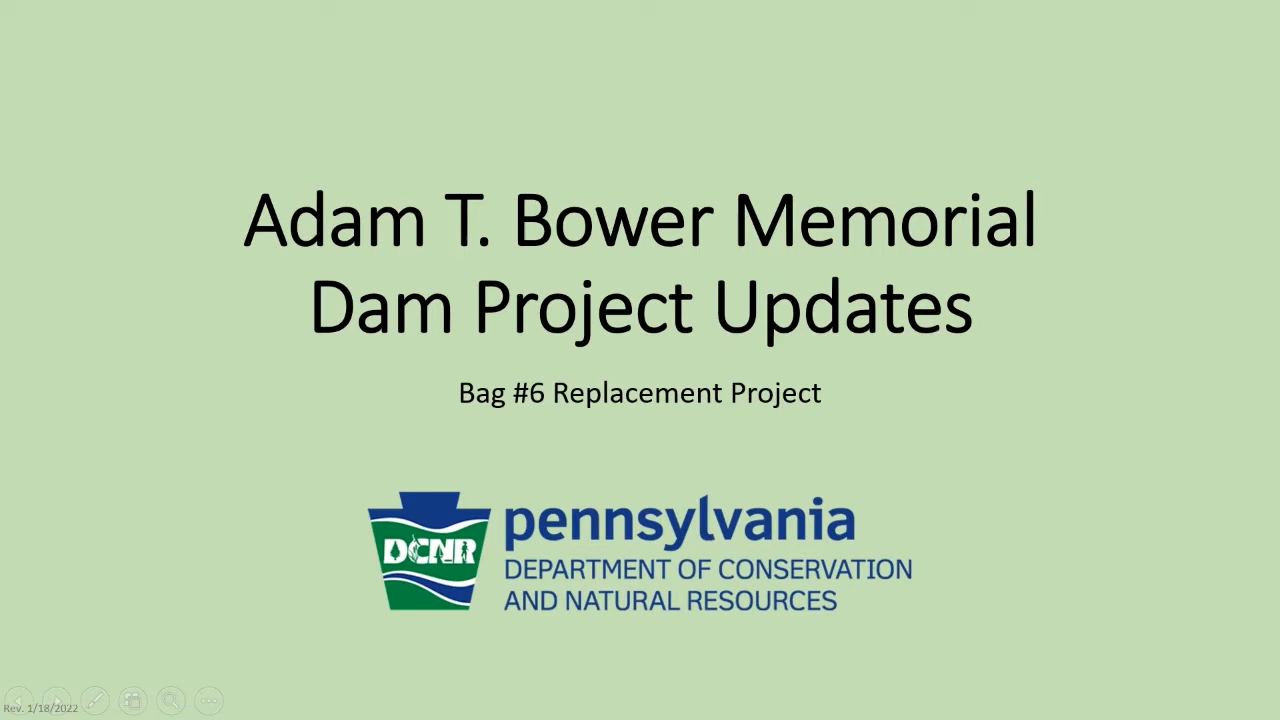 Adam T. Bower Memorial
Dam Project Updates
Bag #6 Replacement Project
DCNR
pennsylvania
DEPARTMENT OF CONSERVATION
AND NATURAL RESOURCES
Rev. 1/18/2022